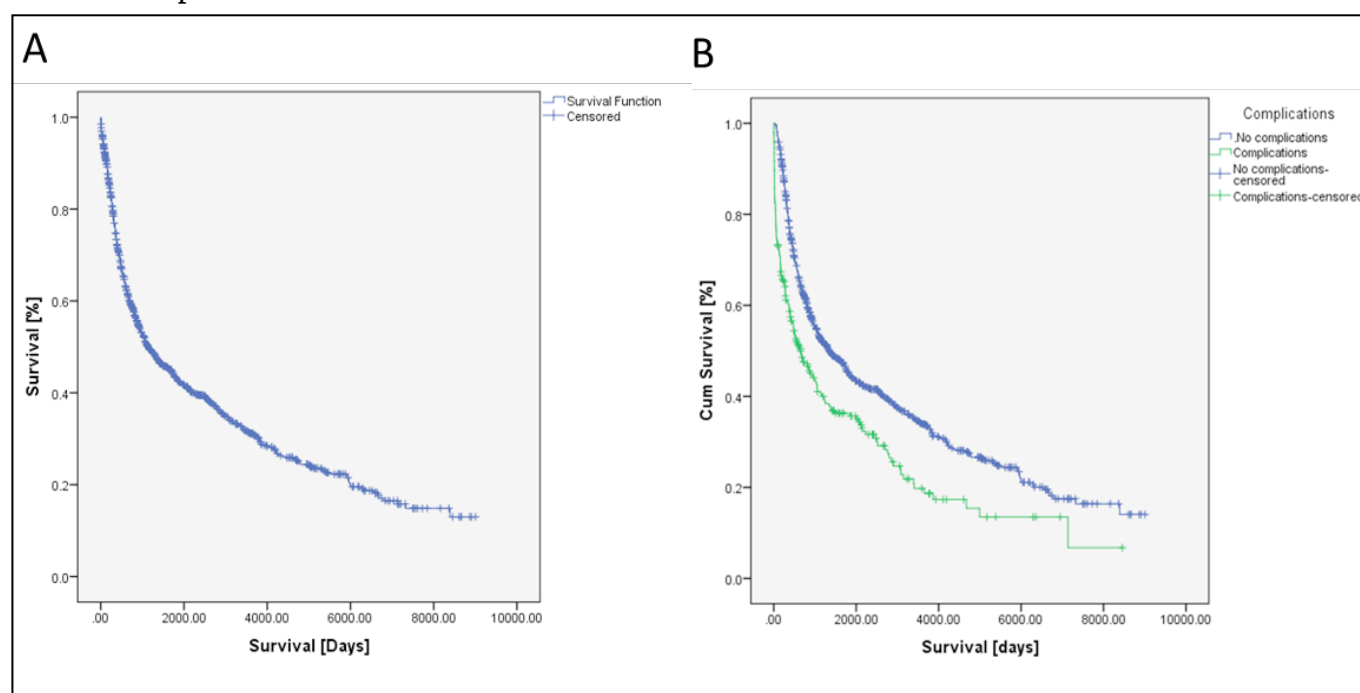 A
B
Survival Function
Censored
1.0
0.8
0.6
0.4
0.2
0.0
Survival [%]
.00 2000.00 4000.00 6000.00 8000.00 10000.00
Survival [Days]
Complications
.No complications
Complications
No complications-
censored
Complications-censored
1.0
0.8
0.6
0.4
0.2
0.0
Cum Survival [%]
.00 2000.00 4000.00 6000.00 8000.00 10000.00
Survival [days]